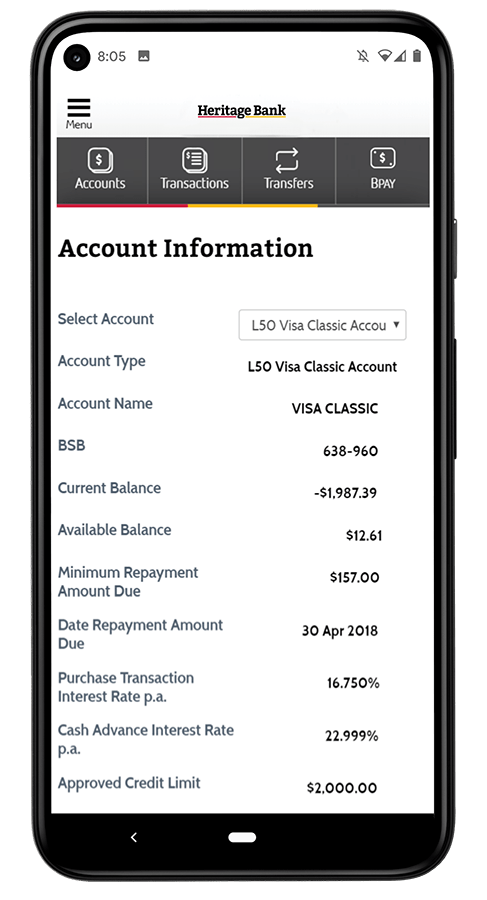 8:05
Menu
Heritage Bank
Accounts
Transactions
Transfers
BPAY
Account Information
Select Account
L50 Visa Classic Accou
Account Type
L50 Visa Classic Account
Account Name
VISA CLASSIC
BSB
638-960
Current Balance
-$1,987.39
Available Balance
$12.61
Minimum Repayment
Amount Due
$157.00
Date Repayment Amount
Due
30 Apr 2018
Purchase Transaction
Interest Rate p.a.
16.750%
Cash Advance Interest Rate
p.a.
22.999%
Approved Credit Limit
$2,000.00